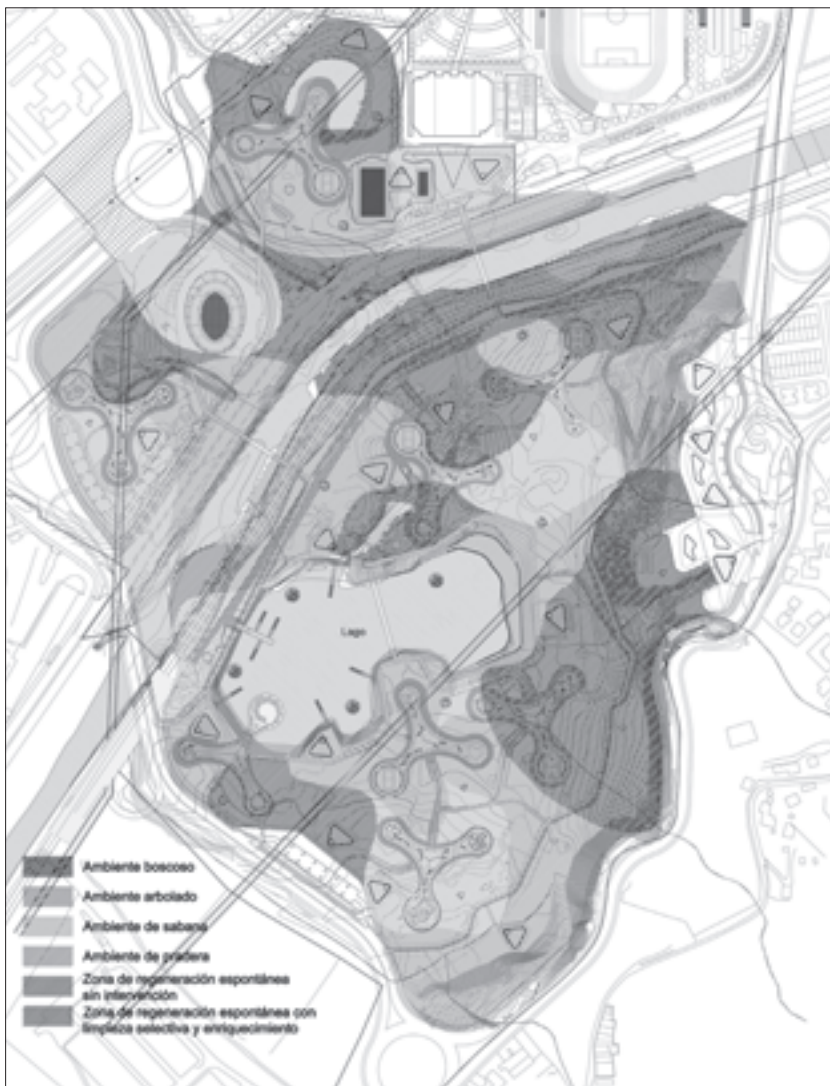 Lago
Ambiente boscoso
Ambiente arbolado
Ambiente de sabana
Ambiente de pradera
Zona de regeneración espontánea
sin intervención
Zona de regeneración espontánea con
limpieza selectiva y enriquecimiento